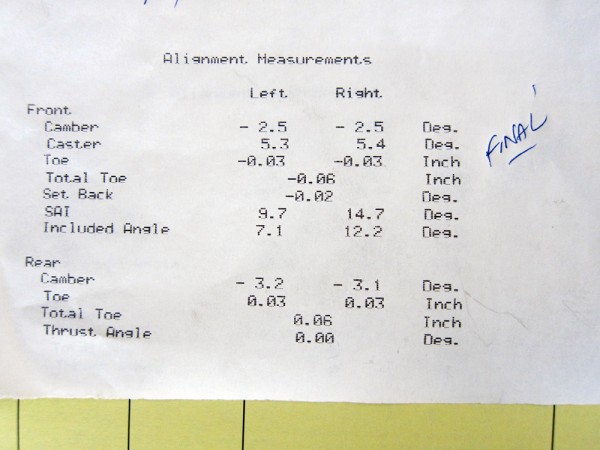 Alignment Measurements
Left Right
Front
Camber - 2.5 - 2.5 Deg.
Caster 5.3 5.4 Deg.
Toe -0.03 -0.03 Inch
Total Toe -0.06 Inch
Set Back -0.02 Deg.
SAI 9.7 14.7 Deg.
Included Angle 7.1 12.2 Deg.
FINAL
Rear
Camber - 3.2 - 3.1 Deg.
Toe 0.03 0.03 Inch
Total Toe 0.06 Inch
Thrust Angle 0.00 Deg.